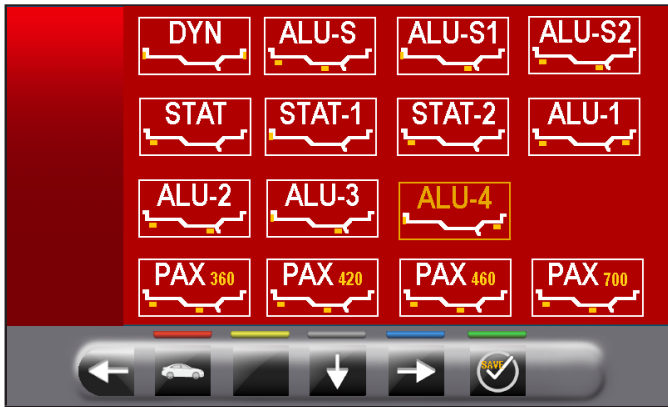 DYN ALU-S ALU-S1 ALU-S2
STAT STAT-1 STAT-2 ALU-1
ALU-2 ALU-3 ALU-4
PAX 360 PAX 420 PAX 460 PAX 700
SAVE